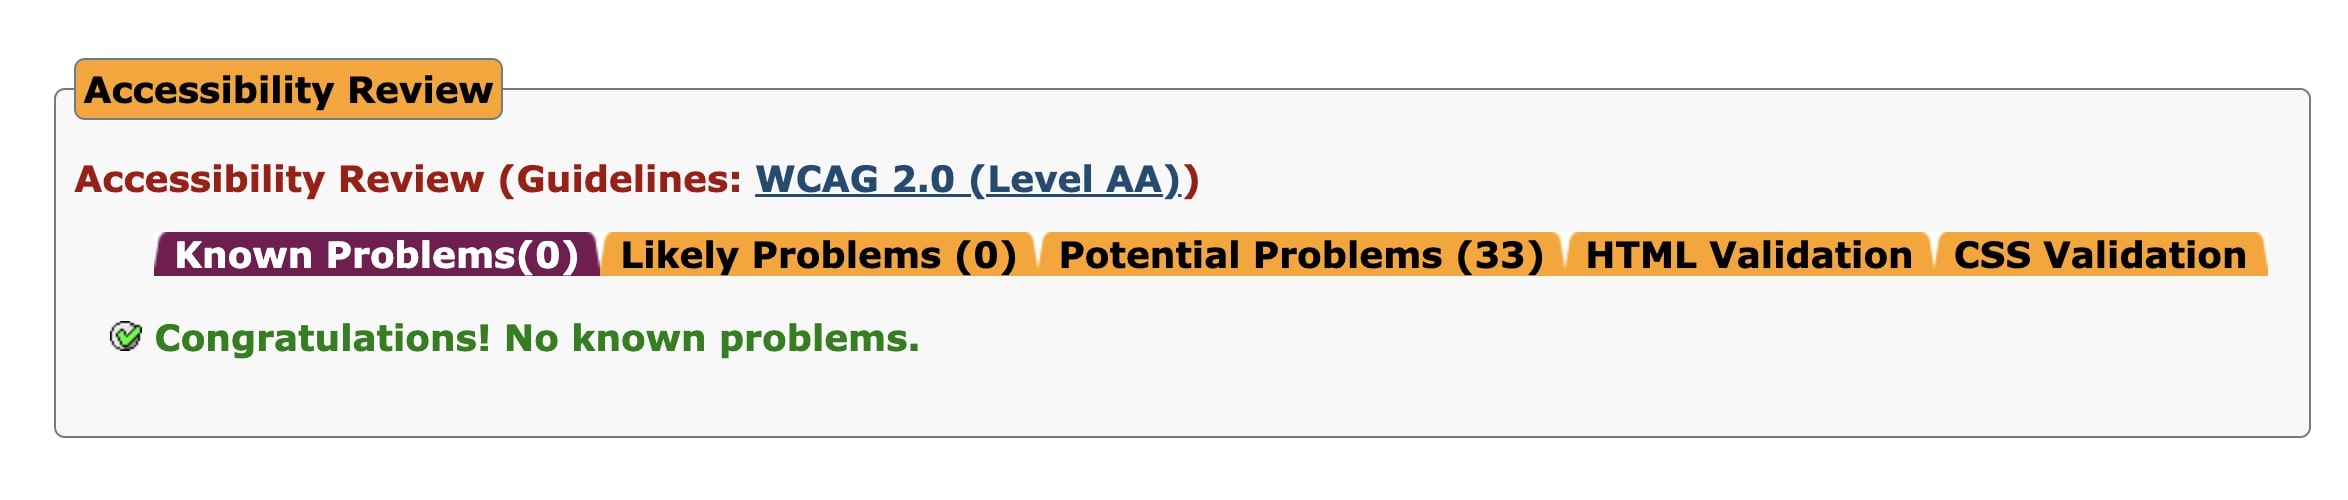 Accessibility Review
Accessibility Review (Guidelines: WCAG 2.0 (Level AA))
Known Problems(0) Likely Problems (0) Potential Problems (33) HTML Validation CSS Validation
Congratulations! No known problems.